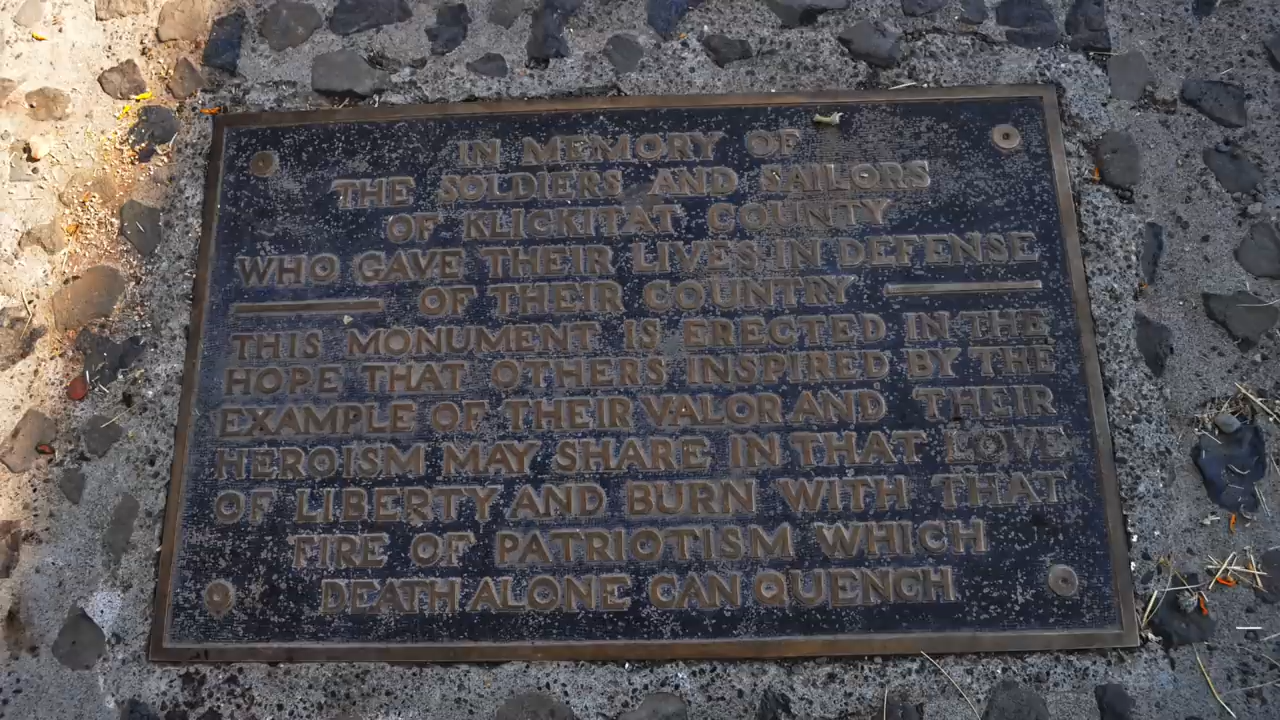 IN MEMORY OF
THE SOLDIERS AND SAILORS
OF KLICKITAT COUNTY
WHO GAVE THEIR LIVES IN DEFENSE
OF THEIR COUNTRY
THIS MONUMENT IS ERECTED IN THE
HOPE THAT OTHERS INSPIRED BY THE
EXAMPLE OF THEIR VALOR AND THEIR
HEROISM MAY SHARE IN THAT LOVE
OF LIBERTY AND BURN WITH THAT
FIRE OF PATRIOTISM WHICH
DEATH ALONE CAN QUENCH